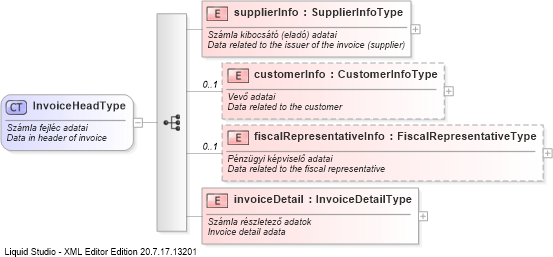 E supplierInfo : SupplierInfoType
Számla kibocsátó (eladó) adatai
Data related to the issuer of the invoice (supplier)
0..1
E customerInfo : CustomerInfoType
Vevő adatai
Data related to the customer
CT InvoiceHeadType
Számla fejléc adatai
Data in header of invoice
0..1
E fiscalRepresentativeInfo : FiscalRepresentativeType
Pénzügyi képviselő adatai
Data related to the fiscal representative
E invoiceDetail : InvoiceDetailType
Számla részletező adatok
Invoice detail adata
Liquid Studio - XML Editor Edition 20.7.17.13201